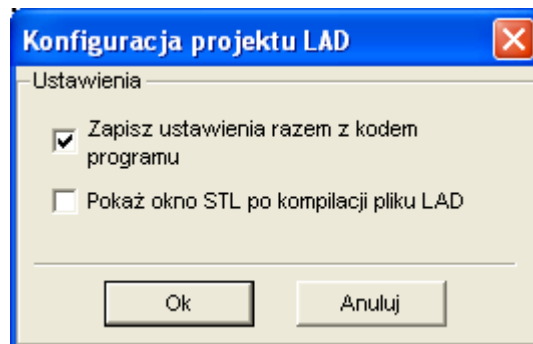 Konfiguracja projektu LAD
Ustawienia
Zapisz ustawienia razem z kodem
programu
Pokaż okno STL po kompilacji pliku LAD
Ok
Anuluj